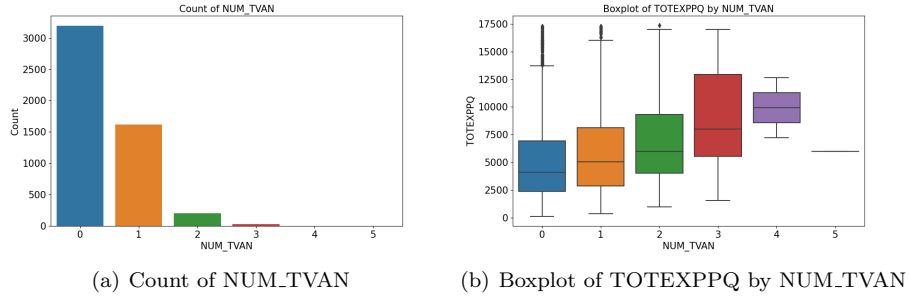 Count of NUM_TVAN
3000
2500
2000
1500
1000
500
0
Count
0 1 2 3 4 5
NUM_TVAN
(a) Count of NUM_TVAN
Boxplot of TOTEXPPQ by NUM_TVAN
17500
15000
12500
10000
7500
5000
2500
0
TOTEXPPQ
0 1 2 3 4 5
NUM_TVAN
(b) Boxplot of TOTEXPPQ by NUM_TVAN